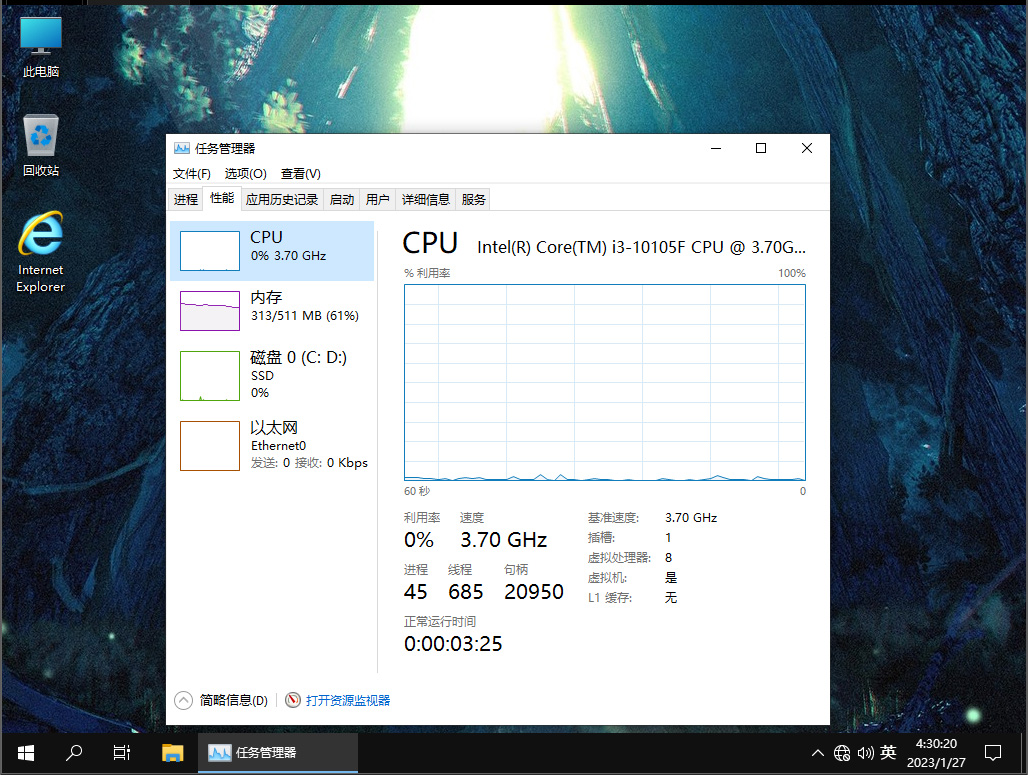 此电脑
回收站
Internet
Explorer
任务管理器
文件(F) 选项(O) 查看(V)
进程 性能 应用历史记录 启动 用户 详细信息 服务
CPU
0% 3.70 GHz
内存
313/511 MB (61%)
磁盘 0 (C: D:)
SSD
0%
以太网
Ethernet0
发送: 0 接收: 0 Kbps
CPU Intel(R) Core(TM) i3-10105F CPU @ 3.70G...
% 利用率 100%
60 秒 0
利用率 速度
0% 3.70 GHz
进程 线程 句柄
45 685 20950
正常运行时间
0:00:03:25
基准速度: 3.70 GHz
插槽: 1
虚拟处理器: 8
虚拟机: 是
L1 缓存: 无
简略信息(D) 打开资源监视器
任务管理器
英
4:30:20
2023/1/27